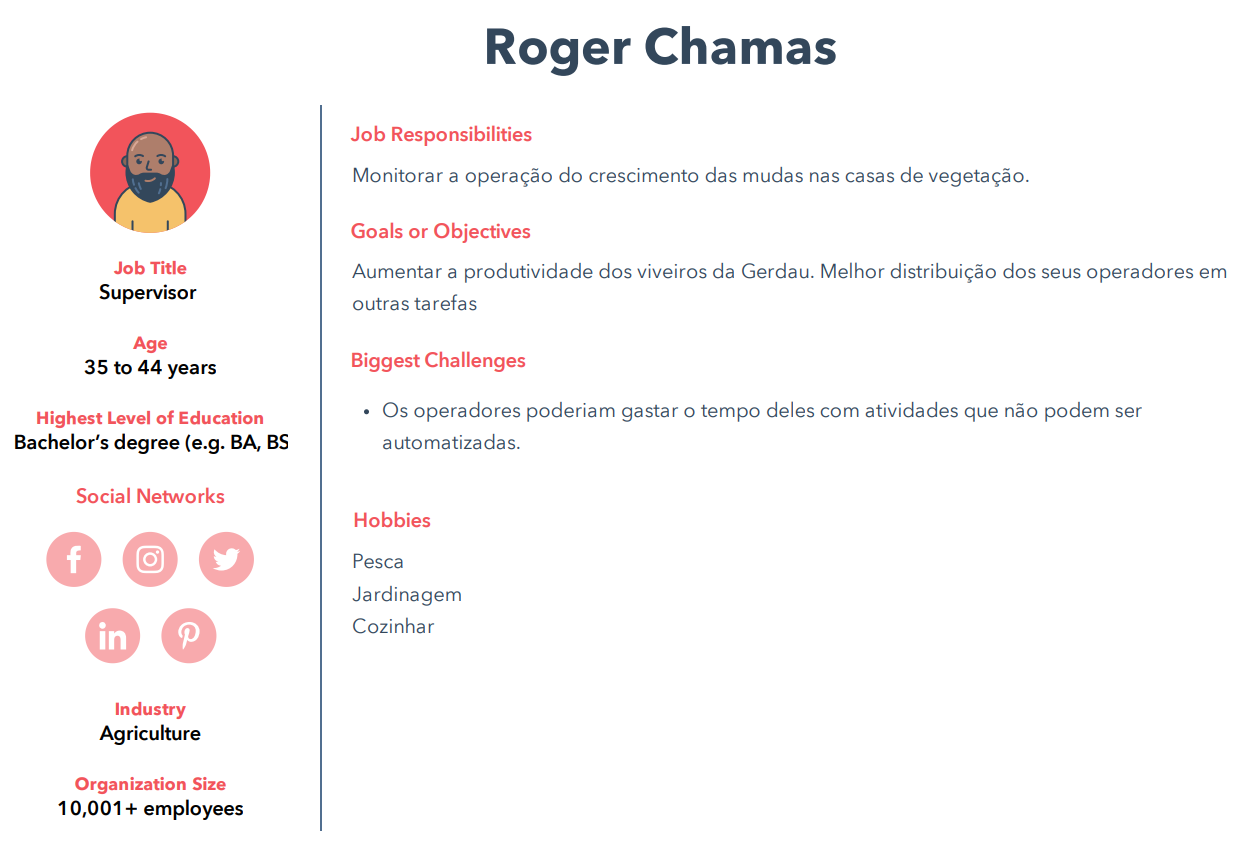 Roger Chamas
Job Title
Supervisor
Age
35 to 44 years
Highest Level of Education
Bachelor’s degree (e.g. BA, BS
Social Networks
Industry
Agriculture
Organization Size
10,001+ employees
Job Responsibilities
Monitorar a operação do crescimento das mudas nas casas de vegetação.
Goals or Objectives
Aumentar a produtividade dos viveiros da Gerdau. Melhor distribuição dos seus operadores em
outras tarefas
Biggest Challenges
• Os operadores poderiam gastar o tempo deles com atividades que não podem ser
automatizadas.
Hobbies
Pesca
Jardinagem
Cozinhar